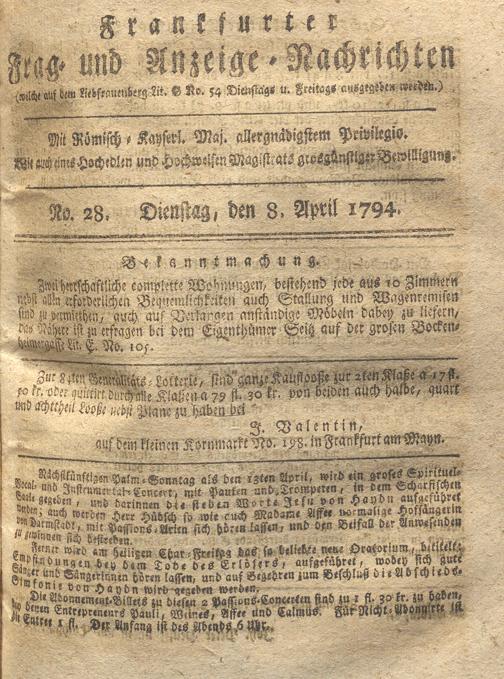 Frankfurter
Frag- und Anzeige-Nachrichten
(welche auf dem Liebfrauenberg Lit. G No. 54 Dienstags u. Freitags ausgegeben werden.)
Mit Römisch-Kayserl. Maj. allergnädigstem Privilegio.
Wie auch eines Hochedlen und Hochweisen Magistrats grosgünstiger Bewilligung.
No. 28. Dienstag, den 8. April 1794.
Bekanntmachung.
Zwei herrschaftliche complette Wohnungen, bestehend jede aus 10 Zimmern
nebst allen erforderlichen Bequemlichkeiten auch Stallung und Wagenremisen
sind zu vermiethen, auch auf Verlangen anständige Möbeln dabey zu liefern,
das Nähere ist zu erfragen bei dem Eigenthümer Seitz auf der grosen Bocken-
heimergasse Lit. E. No. 105.
Zur 84ten Generalitäts-Lotterie, sind ganze Kauflooße zur 2ten Klaße a 17 fl.
30 kr. oder quittirt durch alle Klaßen a 79 fl. 30 kr. von beiden auch halbe, quart
und achttheil Looße nebst Plane zu haben bei
J. Valentin,
auf dem kleinen Kornmarkt No. 198. in Frankfurt am Mayn.
Nächstkünftigen Palm-Sonntag als den 13ten April, wird ein groses Spirituel-
Vocal- und Instrumental-Concert, mit Pauken und Trompeten, in dem Scharfischen
Saale gegeben, und darinnen die sieben Worte Jesu von Haydn aufgeführet
werden; auch werden Herr Hübsch so wie auch Madame Affee vormalige Hofsängerin
von Darmstadt, mit Passions-Arien sich hören lassen, und den Beifall der Anwesenden
zu gewinnen sich bestreben.
Ferner wird am heiligen Char-Freitag das so beliebte neue Oratorium, betitelt:
Empfindungen bey dem Tode des Erlösers, aufgeführet, wobey sich gute
Sänger und Sängerinnen hören lassen, und auf Begehren zum Beschluß die Abschieds-
Simfonie von Haydn wird gegeben werden.
Die Abonnement-Billets zu diesen 2 Passions-Concerten sind zu 1 fl. 30 kr. zu haben,
bey denen Entrepreneurs Pauli, Weines, Affee und Calmus. Für Nicht-Abonnirte ist
die Entree 1 fl. Der Anfang ist des Abends 6 Uhr.